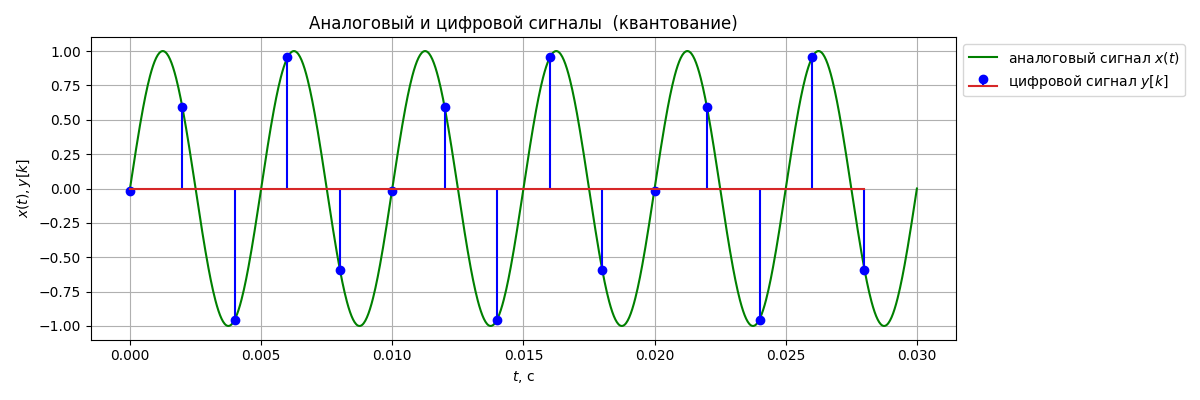 Аналоговый и цифровой сигналы (квантование)
1.00
0.75
0.50
0.25
0.00
−0.25
−0.50
−0.75
−1.00
x(t), y[k]
0.000 0.005 0.010 0.015 0.020 0.025 0.030
t, с
аналоговый сигнал x(t)
цифровой сигнал y[k]